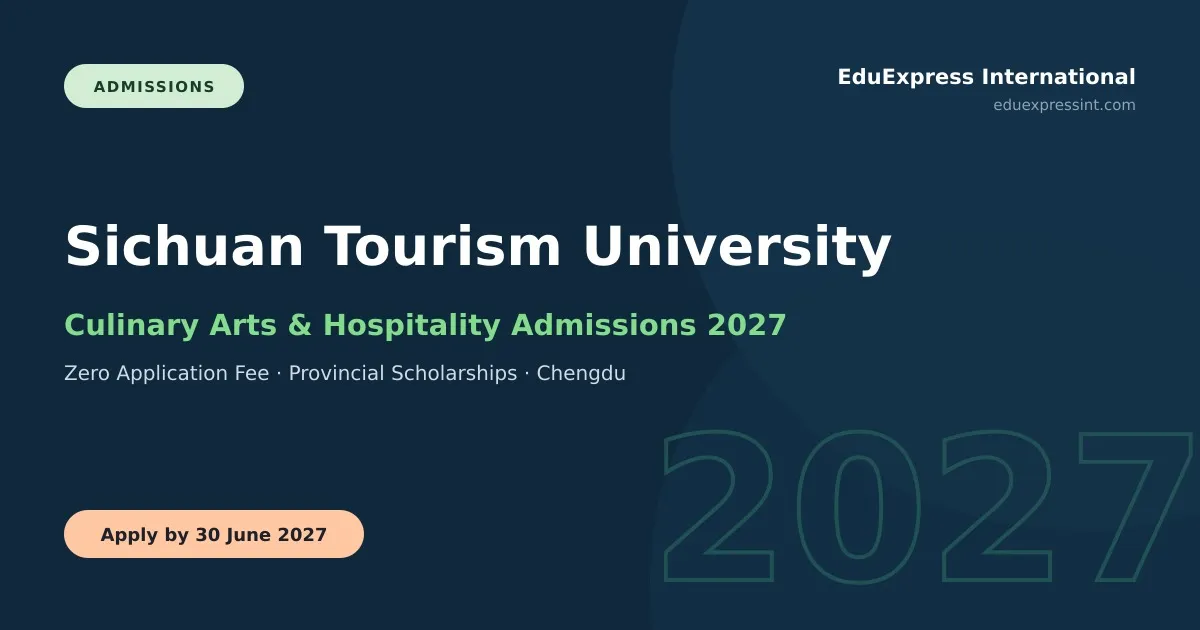 ADMISSIONS
EduExpress International
eduexpressint.com
Sichuan Tourism University
Culinary Arts & Hospitality Admissions 2027
Zero Application Fee · Provincial Scholarships · Chengdu
2027
Apply by 30 June 2027